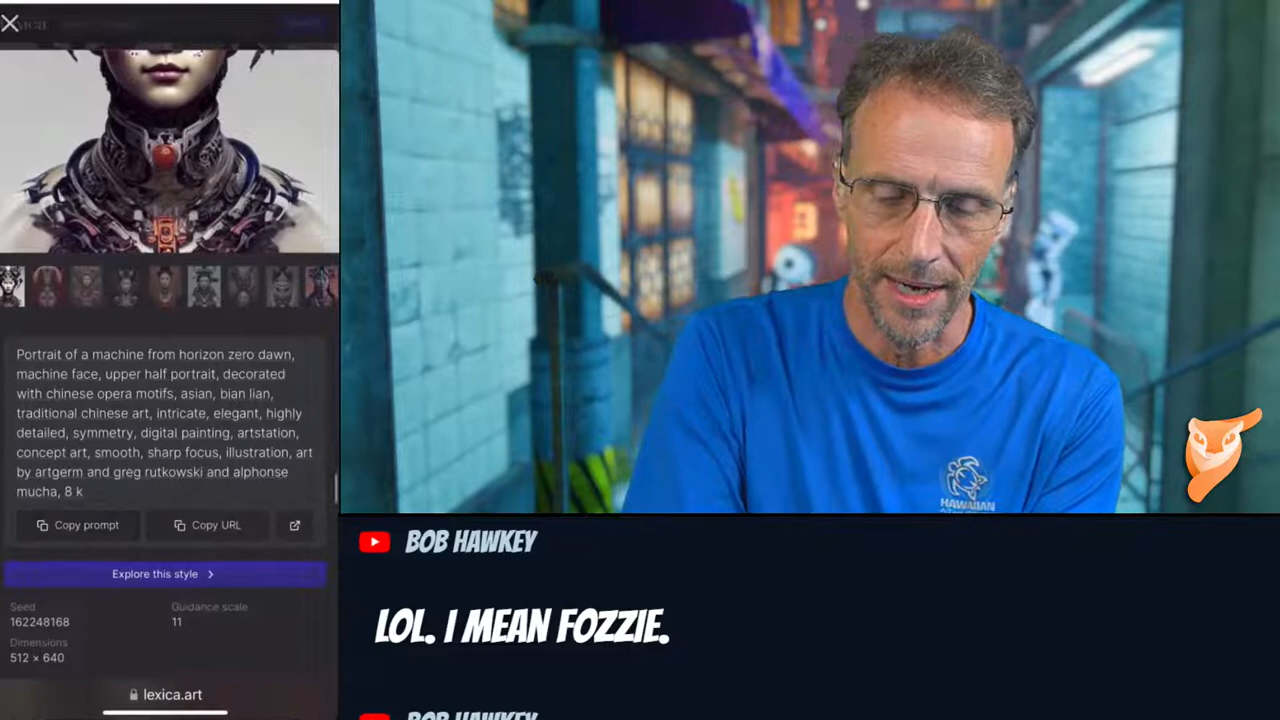 Portrait of a machine from horizon zero dawn,
machine face, upper half portrait, decorated
with chinese opera motifs, asian, bian lian,
traditional chinese art, intricate, elegant, highly
detailed, symmetry, digital painting, artstation,
concept art, smooth, sharp focus, illustration, art
by artgerm and greg rutkowski and alphonse
mucha, 8 k
Copy prompt
Copy URL
Explore this style
Seed
Guidance scale
162248168
11
Dimensions
512 × 640
lexica.art
HAWAIIAN
BOB HAWKEY
LOL. I MEAN FOZZIE.
BOB HAWKEY